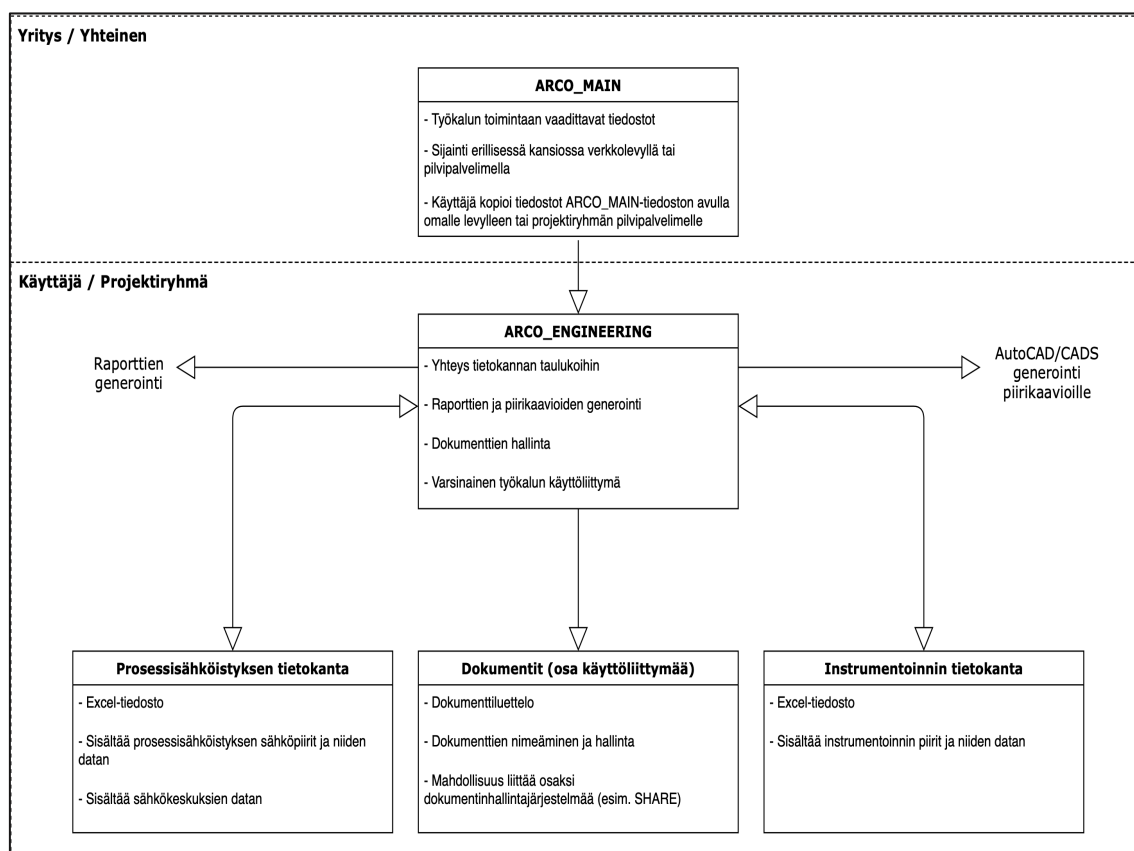 Yritys / Yhteinen
ARCO_MAIN
- Työkalun toimintaan vaadittavat tiedostot
- Sijainti erillisessä kansiossa verkkolevyllä tai
pilvipalvelimella
- Käyttäjä kopioi tiedostot ARCO_MAIN-tiedoston avulla
omalle levylleen tai projektiryhmän pilvipalvelimelle
Käyttäjä / Projektiryhmä
ARCO_ENGINEERING
- Yhteys tietokannan taulukoihin
- Raporttien ja piirikaavioiden generointi
- Dokumenttien hallinta
- Varsinainen työkalun käyttöliittymä
Raporttien
generointi
AutoCAD/CADS
generointi
piirikaavioille
Prosessisähköistyksen tietokanta
- Excel-tiedosto
- Sisältää prosessisähköistyksen sähköpiirit ja niiden
datan
- Sisältää sähkökeskuksien datan
Dokumentit (osa käyttöliittymää)
- Dokumenttiluettelo
- Dokumenttien nimeäminen ja hallinta
- Mahdollisuus liittää osaksi
dokumentinhallintajärjestelmää (esim. SHARE)
Instrumentoinnin tietokanta
- Excel-tiedosto
- Sisältää instrumentoinnin piirit ja niiden datan